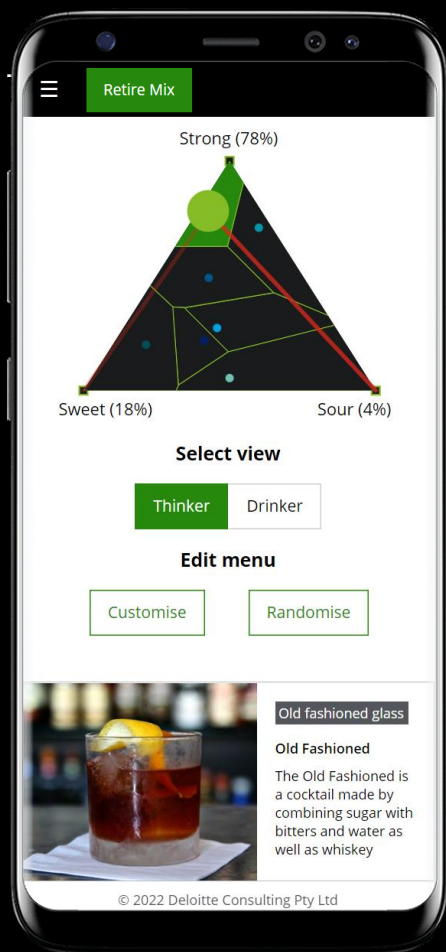 Retire Mix
Strong (78%)
Sweet (18%)
Sour (4%)
Select view
Thinker
Drinker
Edit menu
Customise
Randomise
Old fashioned glass
Old Fashioned
The Old Fashioned is
a cocktail made by
combining sugar with
bitters and water as
well as whiskey
© 2022 Deloitte Consulting Pty Ltd